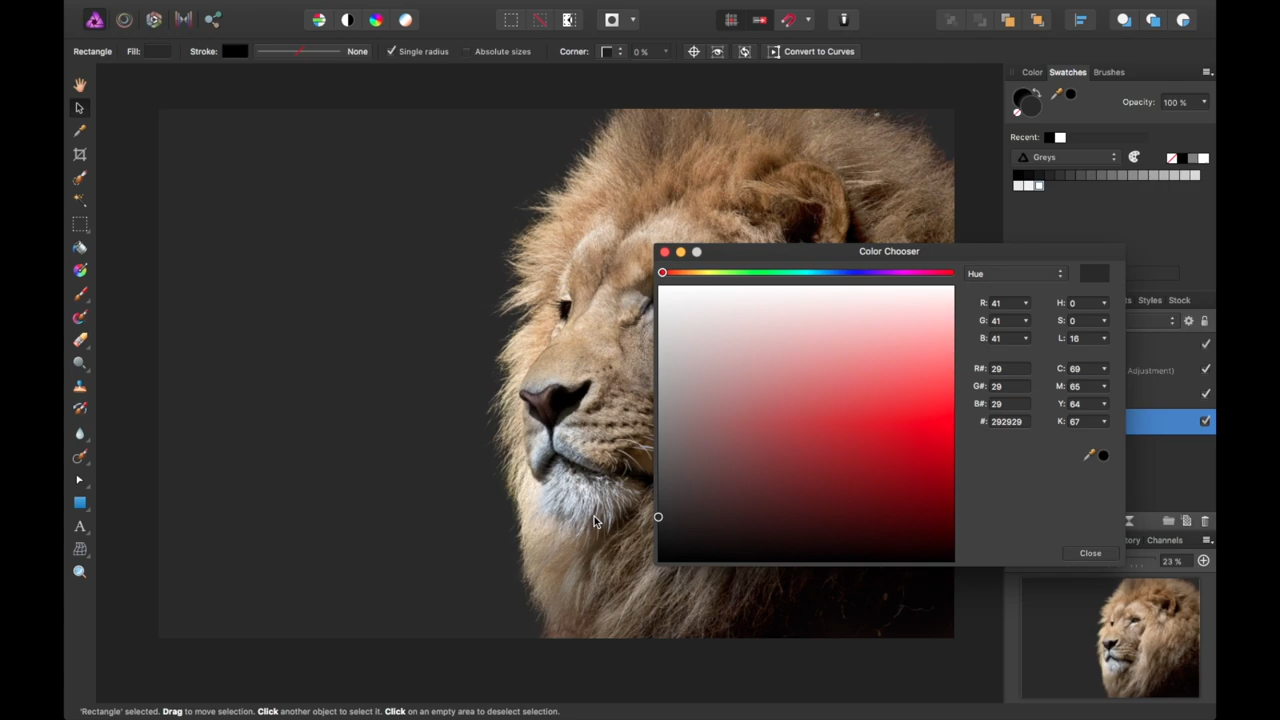 Rectangle Fill: Stroke: None Single radius Absolute sizes Corner: 0 % Convert to Curves
Color Swatches Brushes
Opacity: 100 %
Recent:
Greys
Color Chooser
Hue
R: 41 H: 0
G: 41 S: 0
B: 41 L: 16
R#: 29 C: 69
G#: 29 M: 65
B#: 29 Y: 64
#: 292929 K: 67
Close
Styles Stock
Adjustment)
tory Channels
23 %
A
'Rectangle' selected. Drag to move selection. Click another object to select it. Click on an empty area to deselect selection.